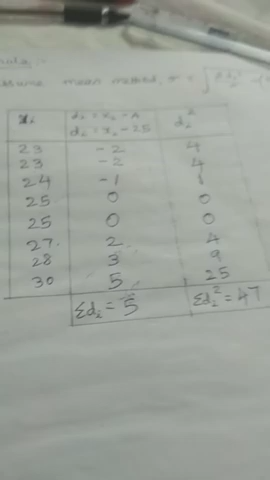 assume mean method, σ = √Σdi²
xi di = xi - A di²
di = xi - 25
23 -2 4
23 -2 4
24 -1 1
25 0 0
25 0 0
27 2 4
28 3 9
30 5 25
Σdi = 5 Σdi² = 47